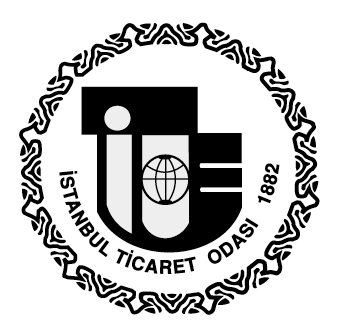 İSTANBUL TİCARET ODASI 1882